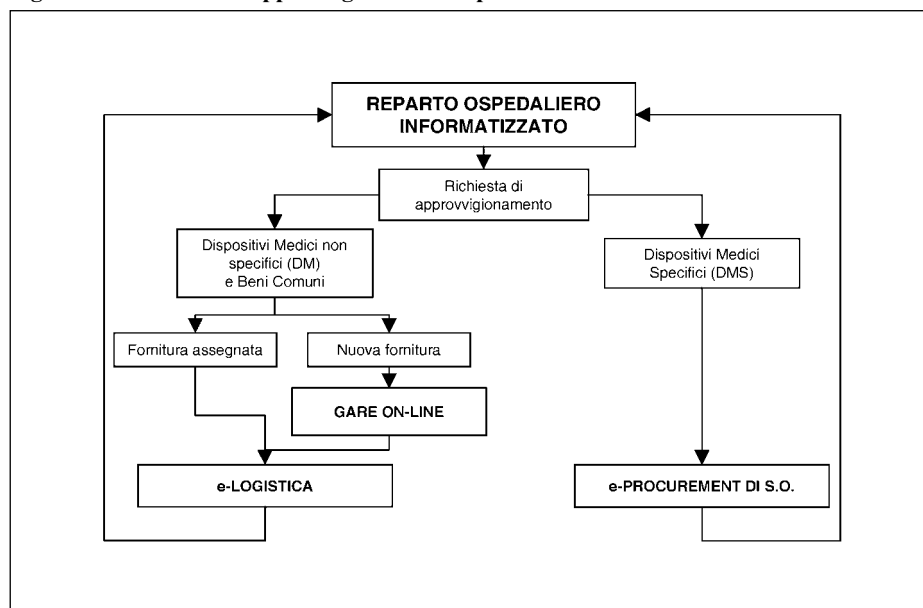 REPARTO OSPEDALIERO
INFORMATIZZATO
Richiesta di
approvvigionamento
Dispositivi Medici non
specifici (DM)
e Beni Comuni
Dispositivi Medici
Specifici (DMS)
Fornitura assegnata
Nuova fornitura
GARE ON-LINE
e-LOGISTICA
e-PROCUREMENT DI S.O.